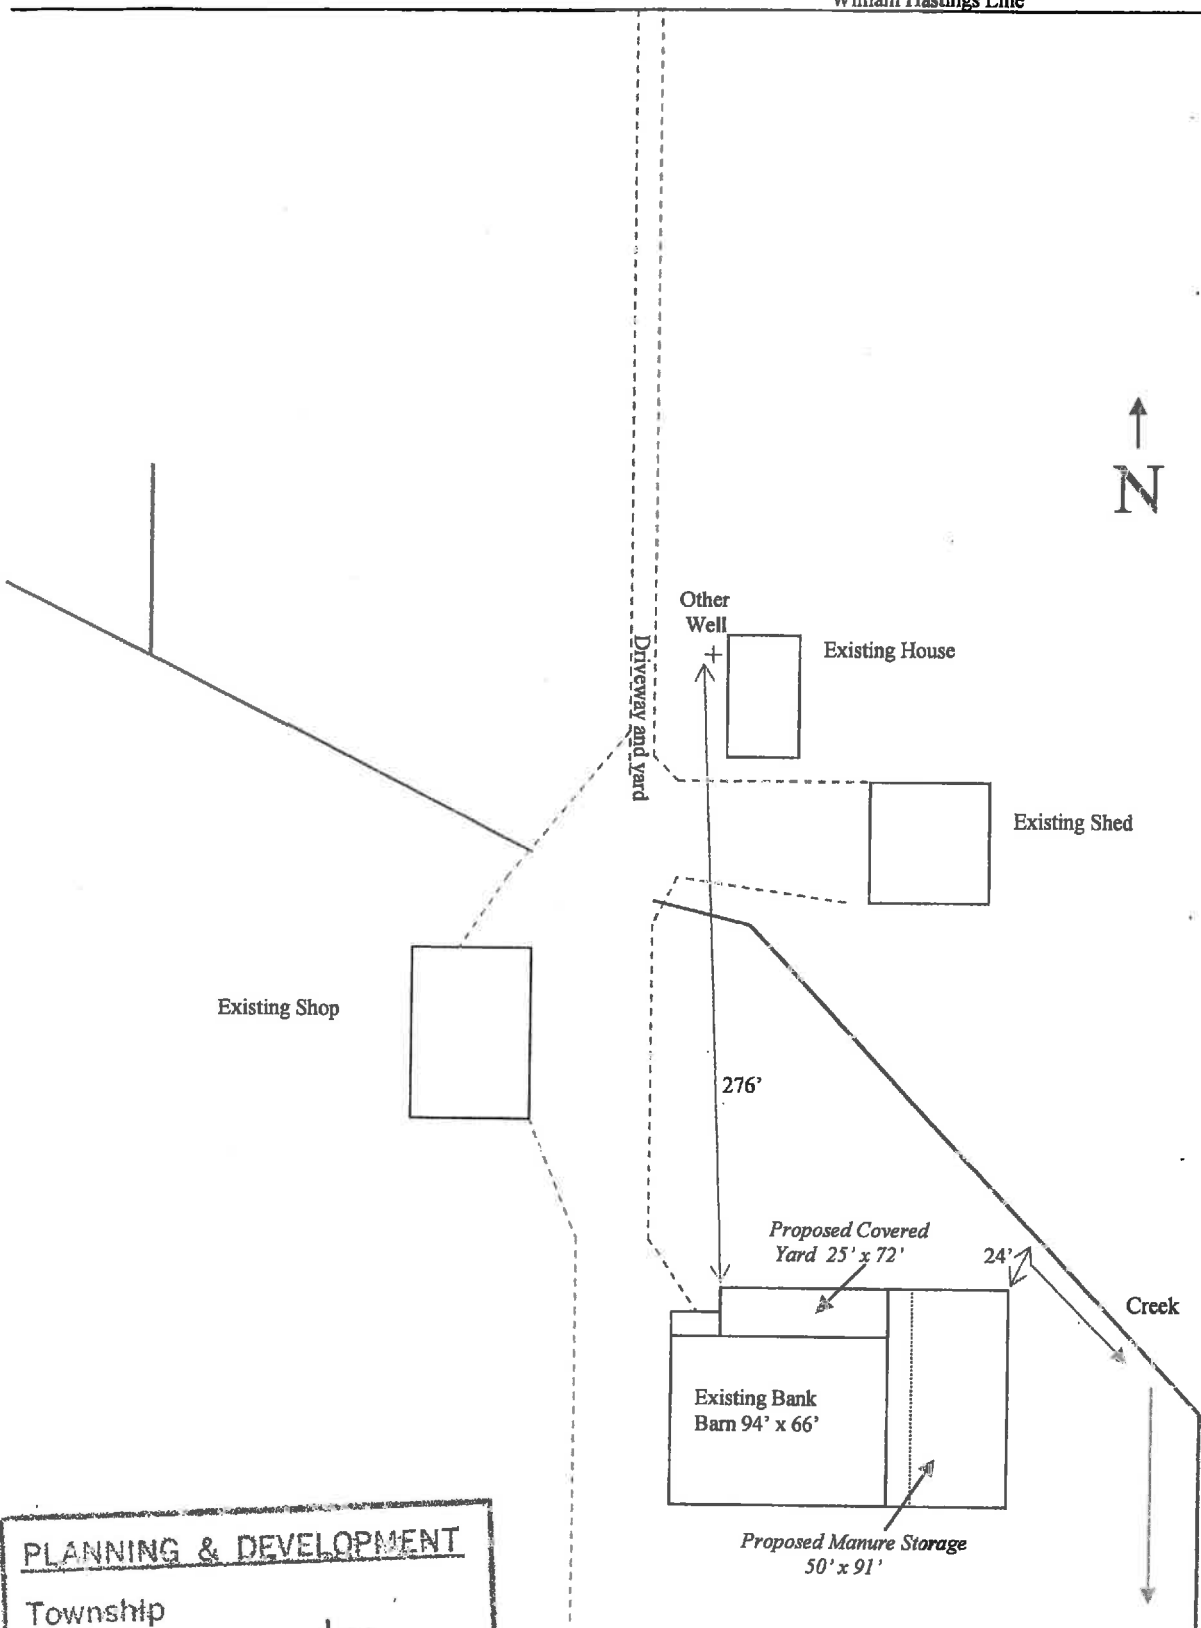 William Hastings Line
N
Other
Well
Existing House
Driveway and yard
Existing Shed
Existing Shop
276’
Proposed Covered
Yard 25’ x 72’
24’
Creek
Existing Bank
Barn 94’ x 66’
Proposed Manure Storage
50’ x 91’
PLANNING & DEVELOPMENT
Township